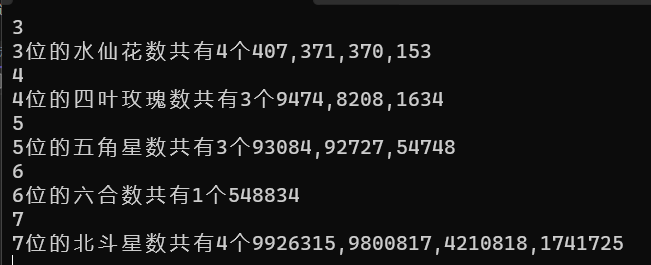 3
3位的水仙花数共有4个407,371,370,153
4
4位的四叶玫瑰数共有3个9474,8208,1634
5
5位的五角星数共有3个93084,92727,54748
6
6位的六合数共有1个548834
7
7位的北斗星数共有4个9926315,9800817,4210818,1741725